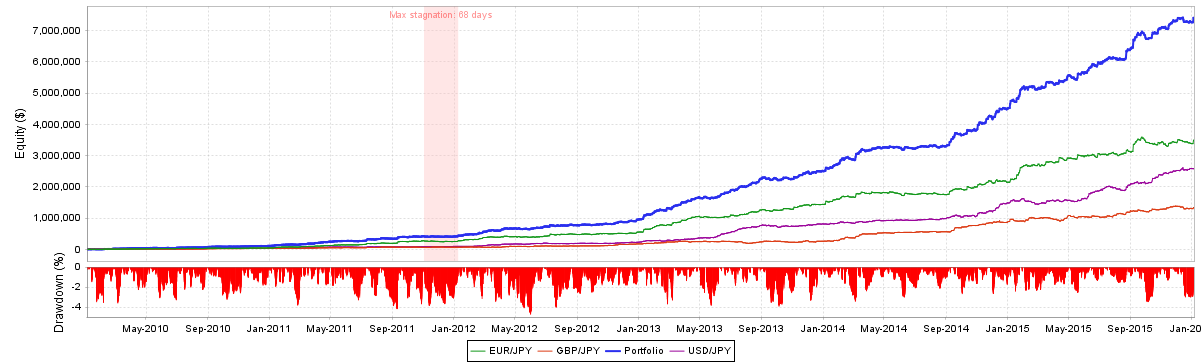 Max stagnation: 68 days
7,000,000
6,000,000
5,000,000
4,000,000
3,000,000
2,000,000
1,000,000
0
Equity ($)
0
-2
-4
Drawdown (%)
May-2010 Sep-2010 Jan-2011 May-2011 Sep-2011 Jan-2012 May-2012 Sep-2012 Jan-2013 May-2013 Sep-2013 Jan-2014 May-2014 Sep-2014 Jan-2015 May-2015 Sep-2015 Jan-20
EUR/JPY GBP/JPY Portfolio USD/JPY